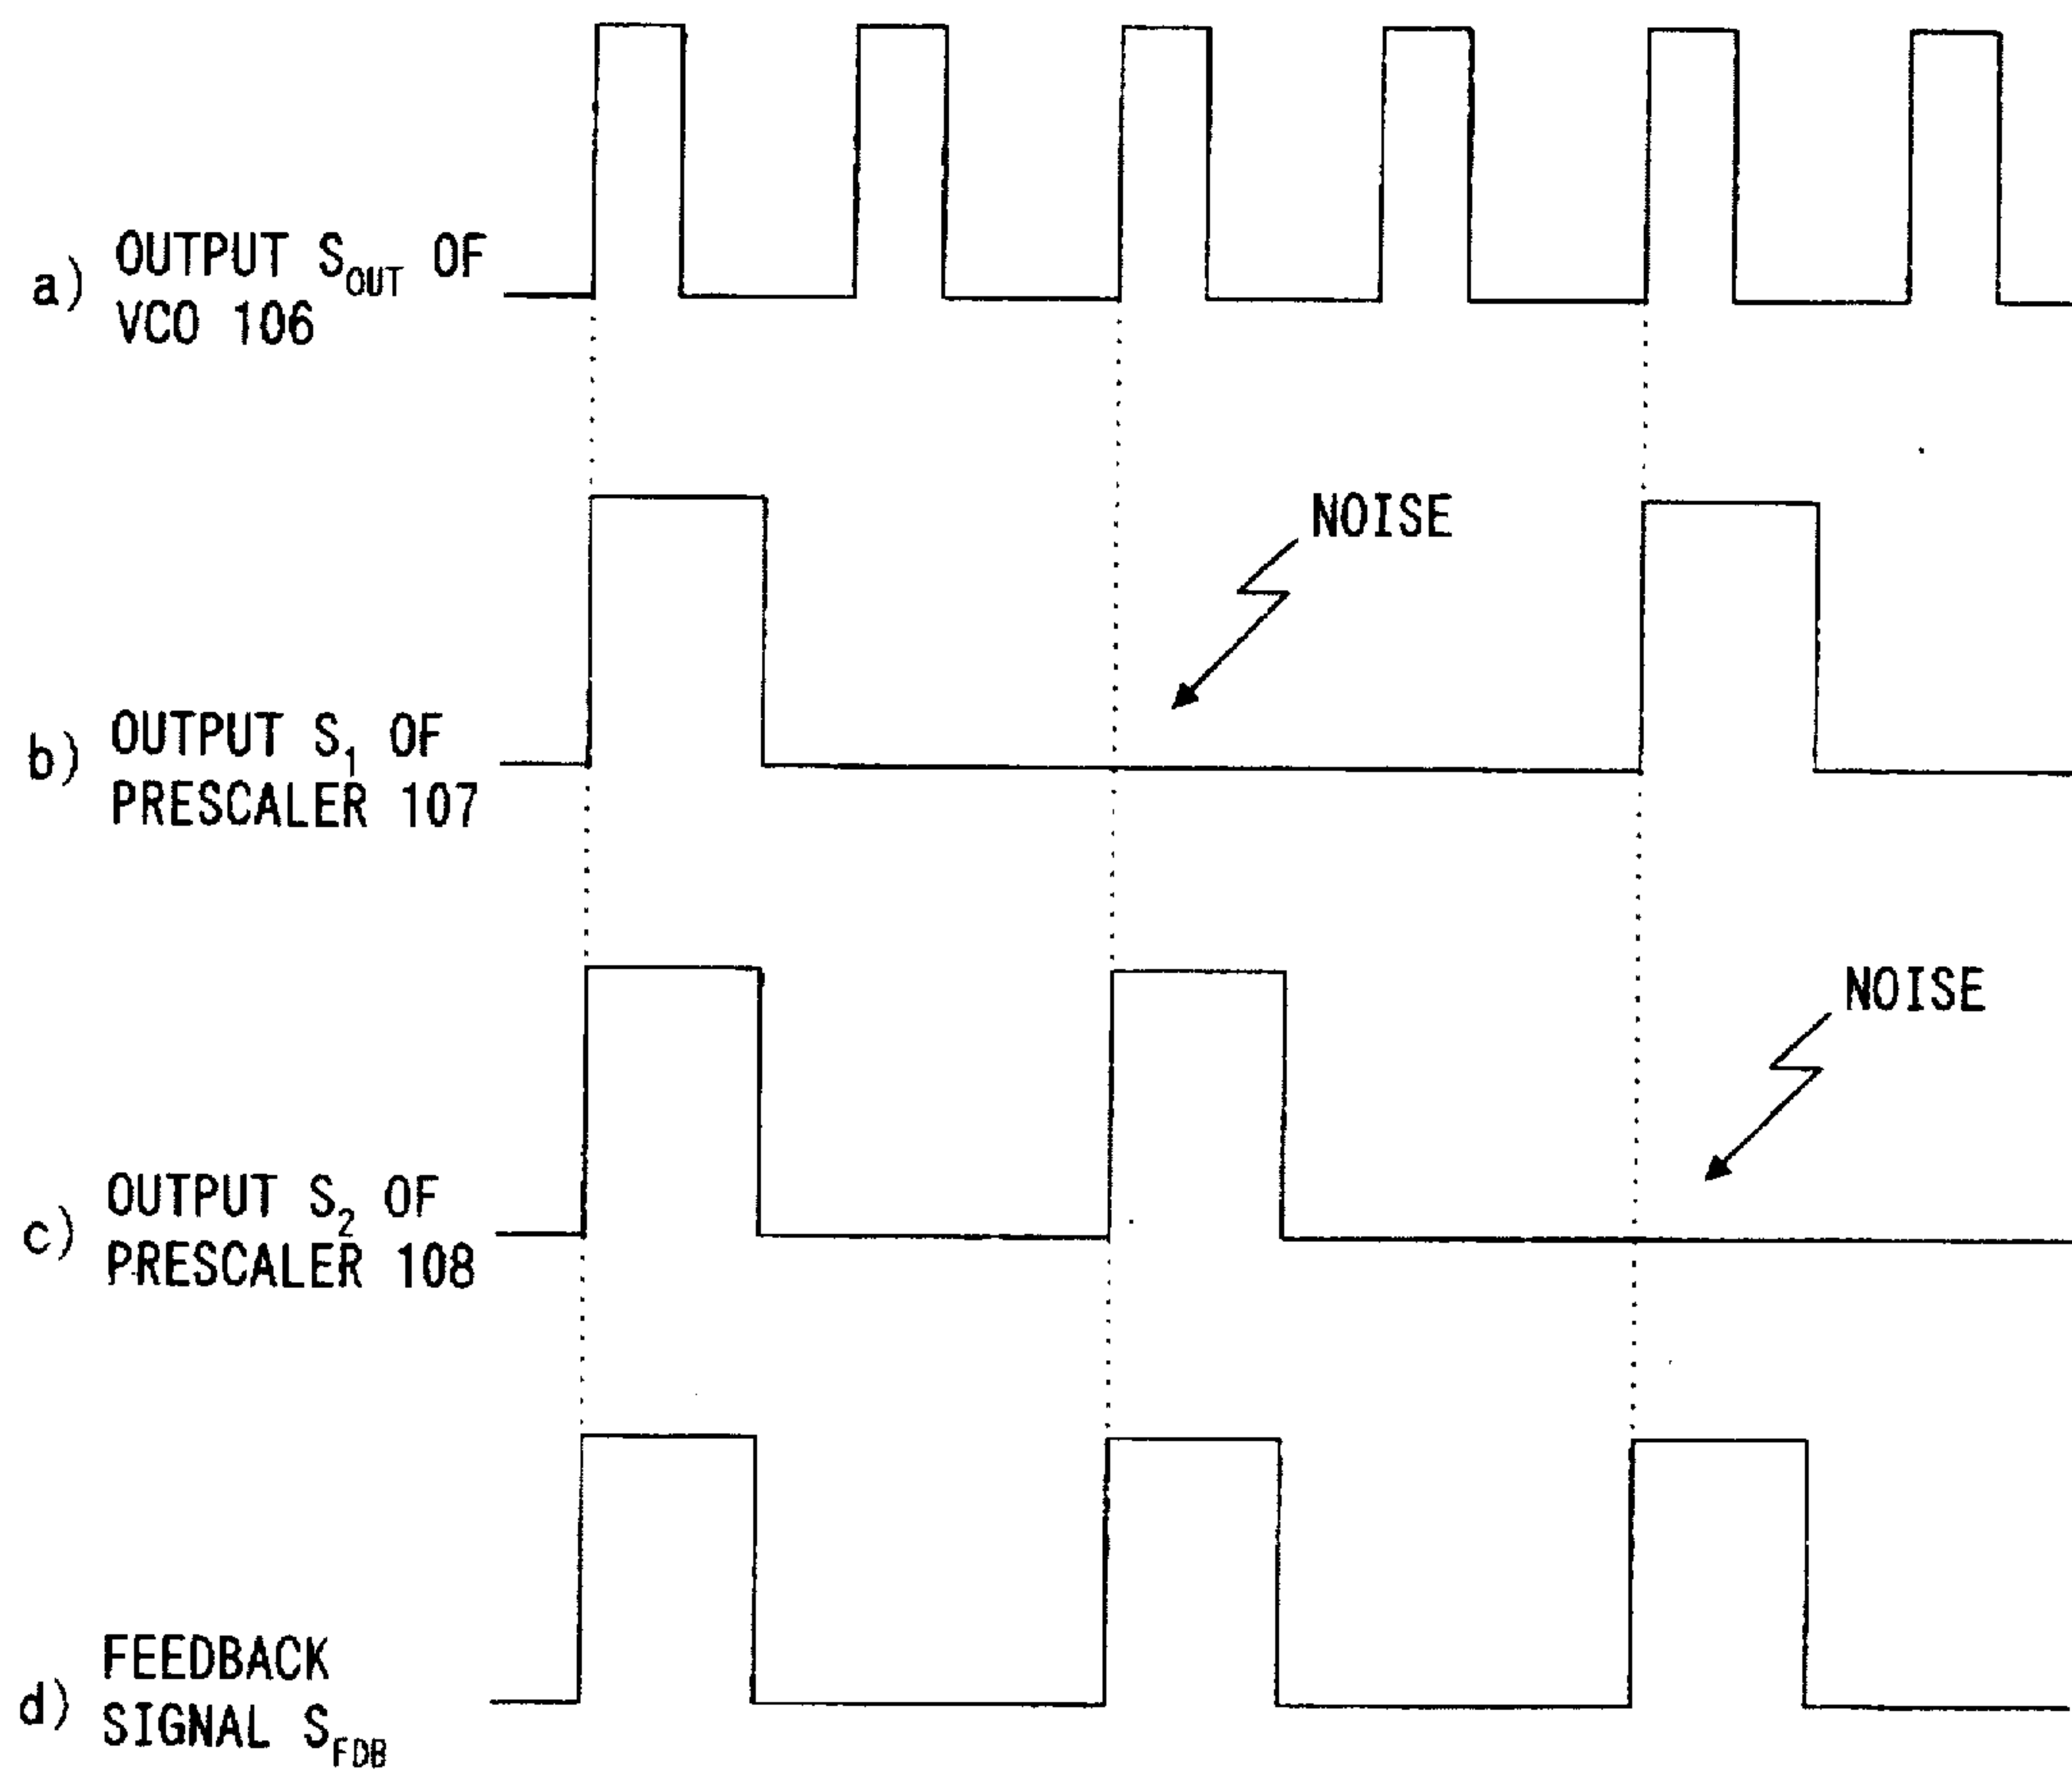 a) OUTPUT S_OUT OF
VCO 106
NOISE
b) OUTPUT S_1 OF
PRESCALER 107
NOISE
c) OUTPUT S_2 OF
PRESCALER 108
d) FEEDBACK
SIGNAL S_FDB